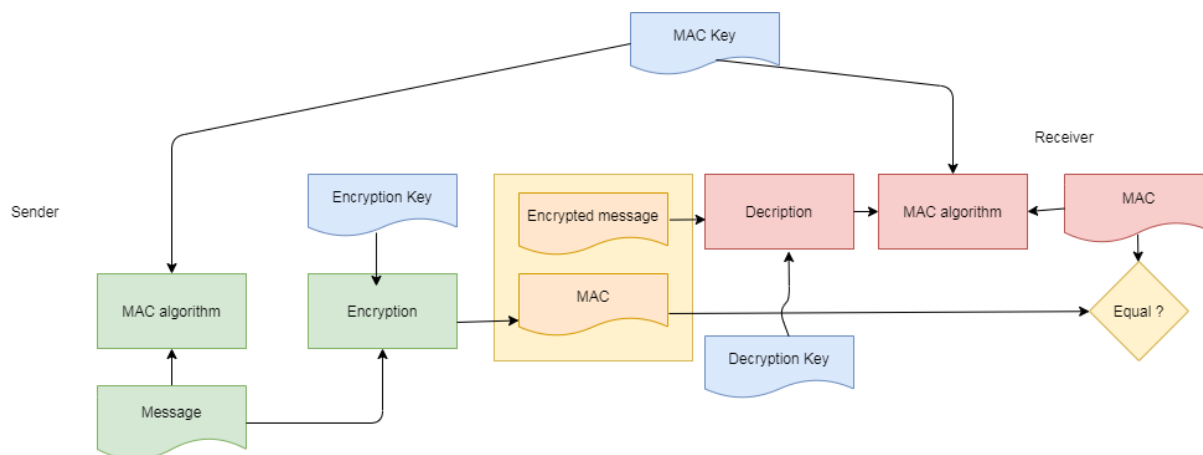 MAC Key
Receiver
Sender
Encryption Key
Encrypted message
Decription
MAC algorithm
MAC
MAC algorithm
Encryption
MAC
Equal ?
Decryption Key
Message